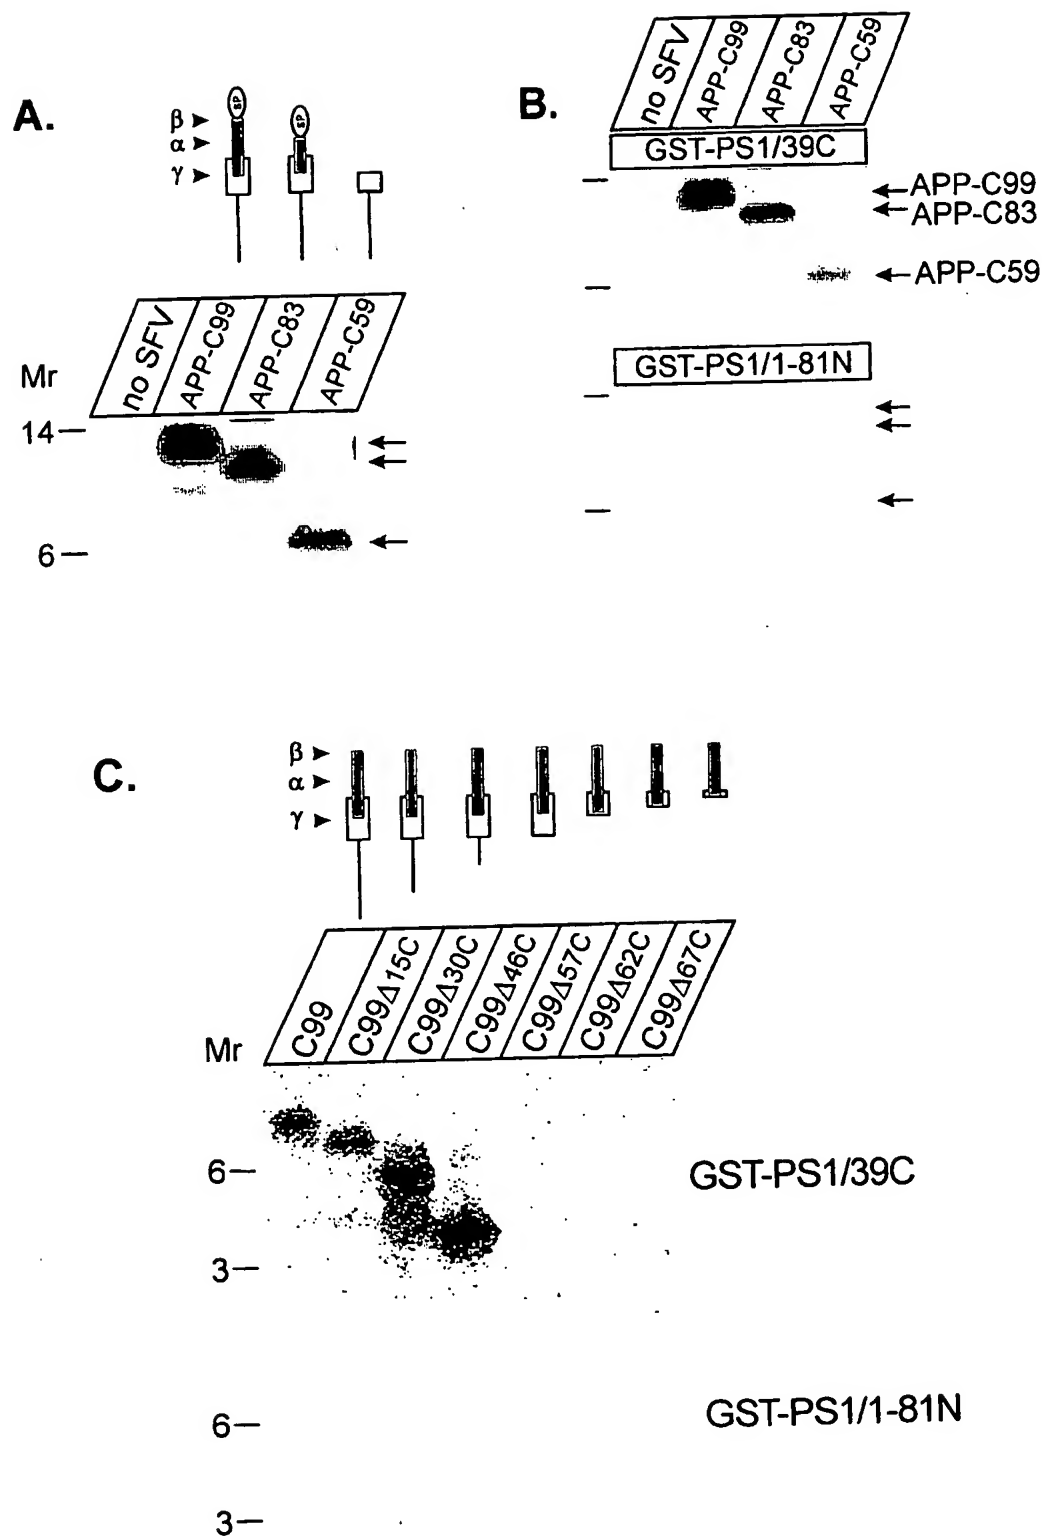 A.
SP
SP
β
α
γ
no SFV
APP-C99
APP-C83
APP-C59
Mr
14
6
B.
no SFV
APP-C99
APP-C83
APP-C59
GST-PS1/39C
APP-C99
APP-C83
APP-C59
GST-PS1/1-81N
C.
β
α
γ
C99
C99Δ15C
C99Δ30C
C99Δ46C
C99Δ57C
C99Δ62C
C99Δ67C
Mr
6
GST-PS1/39C
3
6
GST-PS1/1-81N
3